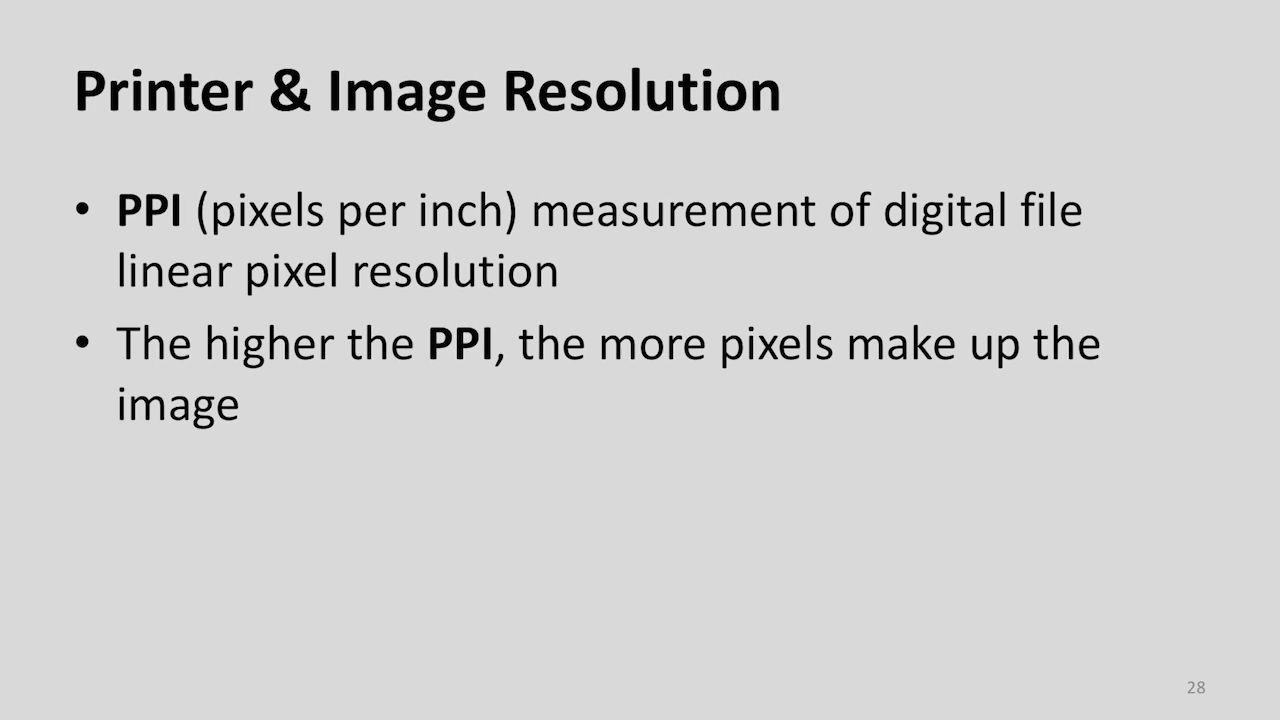 Printer & Image Resolution
• PPI (pixels per inch) measurement of digital file
linear pixel resolution
• The higher the PPI, the more pixels make up the
image
28